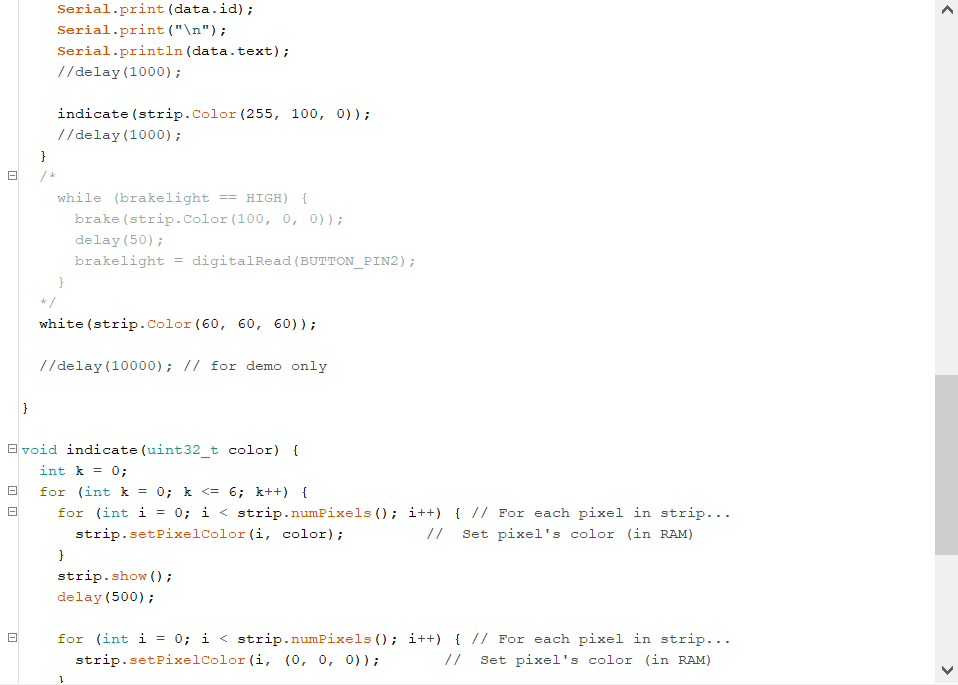 Serial.print(data.id);
Serial.print("\n");
Serial.println(data.text);
//delay(1000);
indicate(strip.Color(255, 100, 0));
//delay(1000);
}
/*
while (brakelight == HIGH) {
brake(strip.Color(100, 0, 0));
delay(50);
brakelight = digitalRead(BUTTON_PIN2);
}
*/
white(strip.Color(60, 60, 60));
//delay(10000); // for demo only
}
void indicate(uint32_t color) {
int k = 0;
for (int k = 0; k <= 6; k++) {
for (int i = 0; i < strip.numPixels(); i++) { // For each pixel in strip...
strip.setPixelColor(i, color);         //  Set pixel's color (in RAM)
}
strip.show();
delay(500);
for (int i = 0; i < strip.numPixels(); i++) { // For each pixel in strip...
strip.setPixelColor(i, (0, 0, 0));       //  Set pixel's color (in RAM)
}